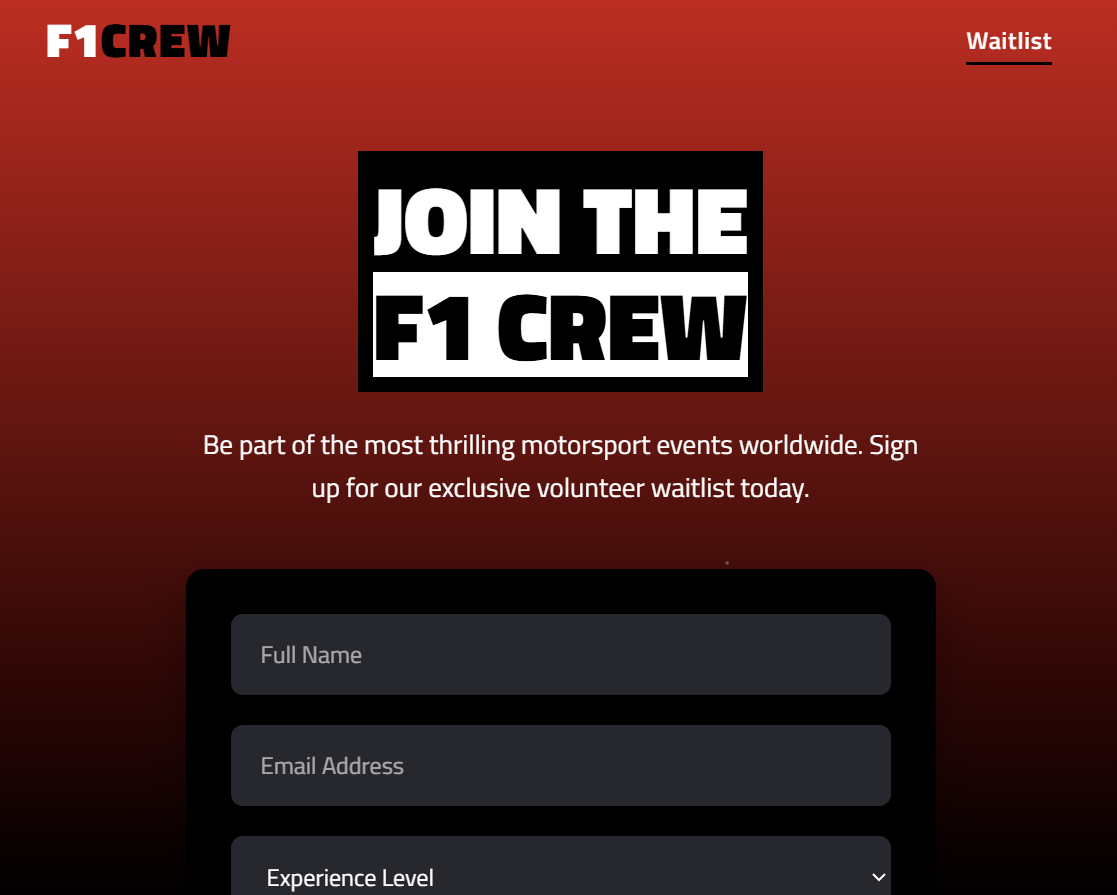 F1CREW
Waitlist
JOIN THE
F1 CREW
Be part of the most thrilling motorsport events worldwide. Sign
up for our exclusive volunteer waitlist today.
Full Name
Email Address
Experience Level